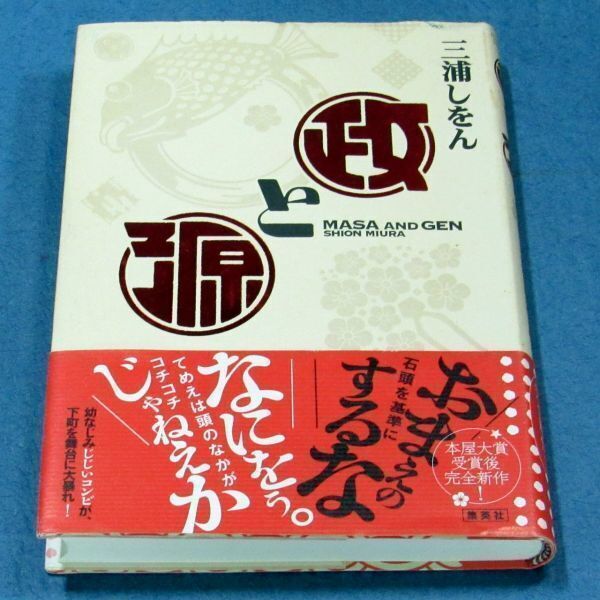 三浦しをん
政
と
源
MASA AND GEN
SHION MIURA
おまえの
石頭を基準に
するな
なにをぅ。
てめえは頭のなかが
コチコチ
じゃねえか
幼なじみじじいコンビが、
下町を舞台に大暴れ!
本屋大賞
受賞後
完全新作
!
集英社